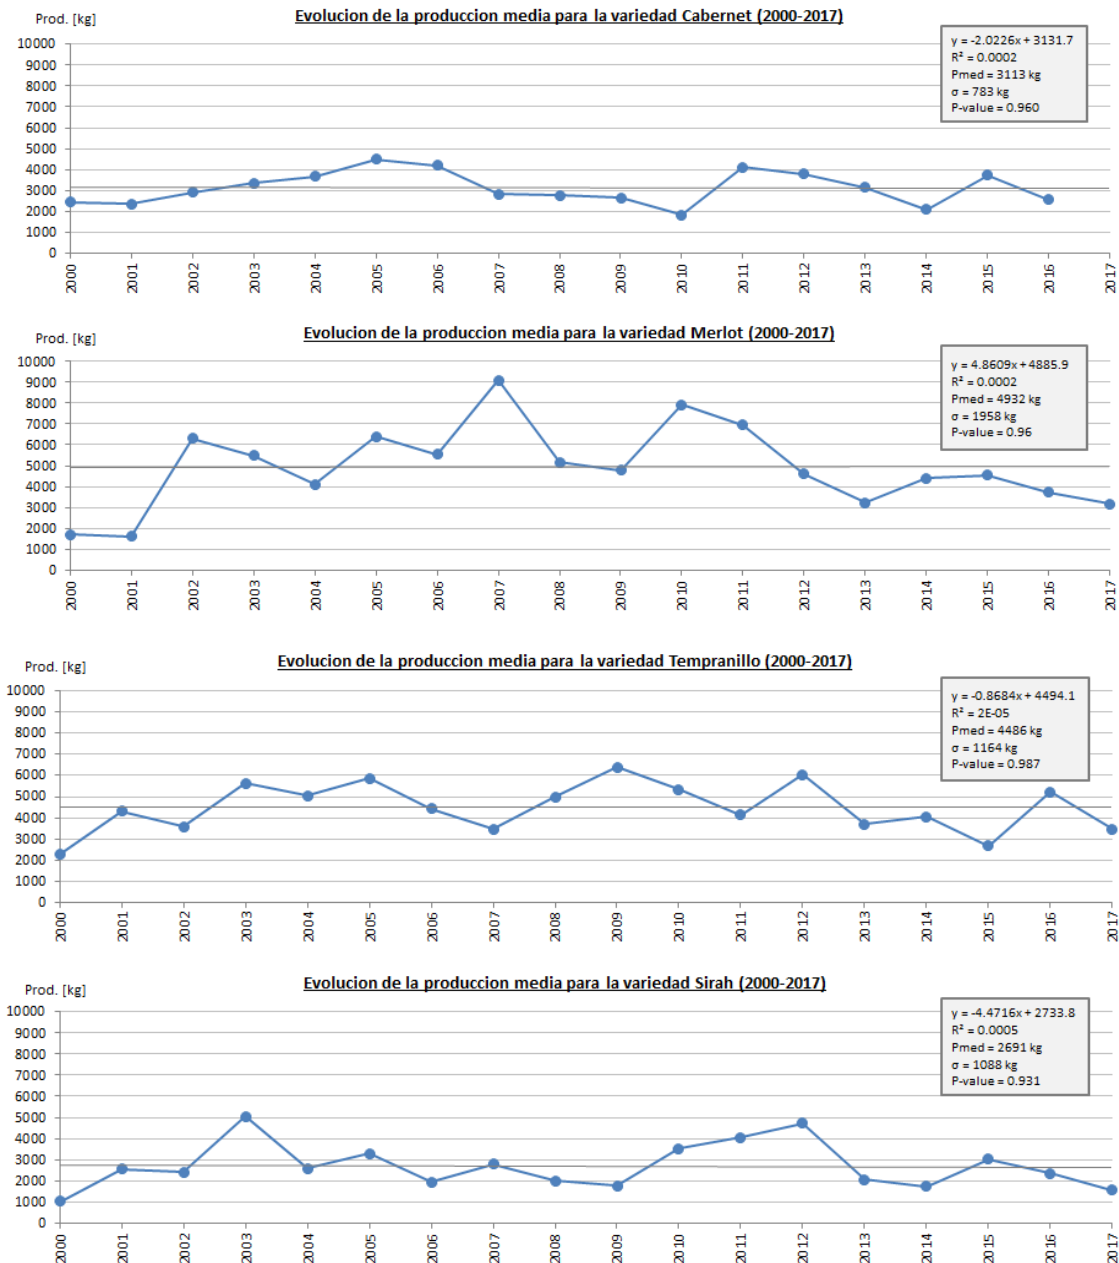 Evolucion de la produccion media para la variedad Cabernet (2000-2017)
Prod. [kg]
y = -2.0226x + 3131.7
R² = 0.0002
Pmed = 3113 kg
σ = 783 kg
P-value = 0.960
10000
9000
8000
7000
6000
5000
4000
3000
2000
1000
0
2000 2001 2002 2003 2004 2005 2006 2007 2008 2009 2010 2011 2012 2013 2014 2015 2016 2017
Evolucion de la produccion media para la variedad Merlot (2000-2017)
Prod. [kg]
y = 4.8609x + 4885.9
R² = 0.0002
Pmed = 4932 kg
σ = 1958 kg
P-value = 0.96
10000
9000
8000
7000
6000
5000
4000
3000
2000
1000
0
2000 2001 2002 2003 2004 2005 2006 2007 2008 2009 2010 2011 2012 2013 2014 2015 2016 2017
Evolucion de la produccion media para la variedad Tempranillo (2000-2017)
Prod. [kg]
y = -0.8684x + 4494.1
R² = 2E-05
Pmed = 4486 kg
σ = 1164 kg
P-value = 0.987
10000
9000
8000
7000
6000
5000
4000
3000
2000
1000
0
2000 2001 2002 2003 2004 2005 2006 2007 2008 2009 2010 2011 2012 2013 2014 2015 2016 2017
Evolucion de la produccion media para la variedad Sirah (2000-2017)
Prod. [kg]
y = -4.4716x + 2733.8
R² = 0.0005
Pmed = 2691 kg
σ = 1088 kg
P-value = 0.931
10000
9000
8000
7000
6000
5000
4000
3000
2000
1000
0
2000 2001 2002 2003 2004 2005 2006 2007 2008 2009 2010 2011 2012 2013 2014 2015 2016 2017